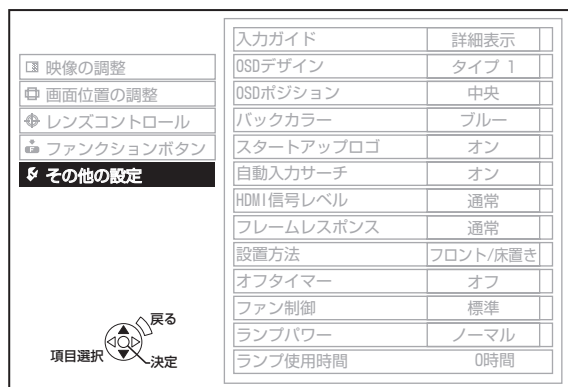 映像の調整
画面位置の調整
レンズコントロール
ファンクションボタン
その他の設定
入力ガイド 詳細表示
OSDデザイン タイプ 1
OSDポジション 中央
バックカラー ブルー
スタートアップロゴ オン
自動入力サーチ オン
HDMI信号レベル 通常
フレームレスポンス 通常
設置方法 フロント/床置き
オフタイマー オフ
ファン制御 標準
ランプパワー ノーマル
ランプ使用時間 0時間
戻る
項目選択
決定